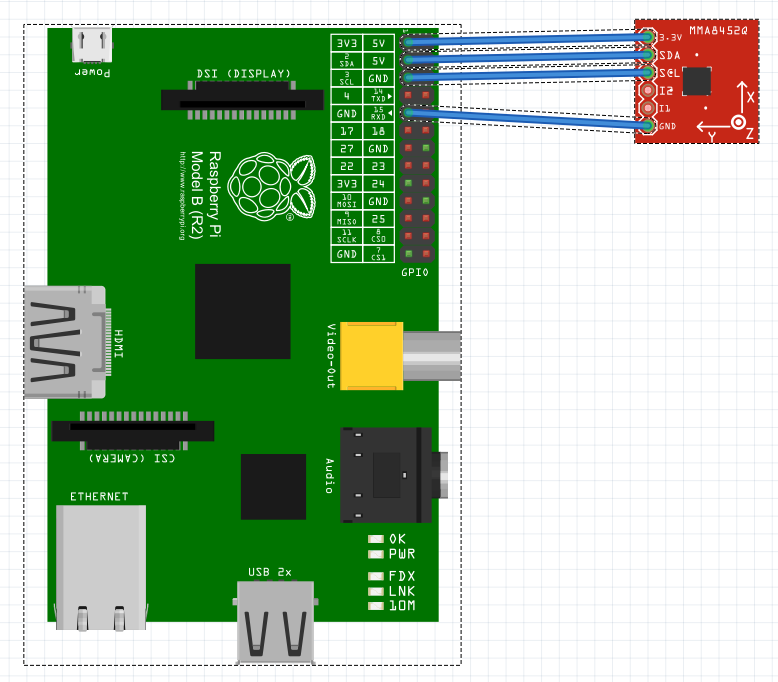 Power
DSI (DISPLAY)
3V3 5V
2 SDA 5V
3 SCL GND
4 14 TXD
GND 15 RXD
17 18
27 GND
22 23
3V3 24
10 MOSI GND
9 MISO 25
11 SCLK 8 CS0
GND 7 CS1
GPIO
Raspberry Pi
Model B (R2)
http://www.raspberrypi.org
®
MMA8452Q
3.3V
SDA
SCL
I2
I1
GND
X
Y
Z
HDMI
Video-Out
CSI (CAMERA)
Audio
ETHERNET
USB 2x
OK
PWR
FDX
LNK
10M